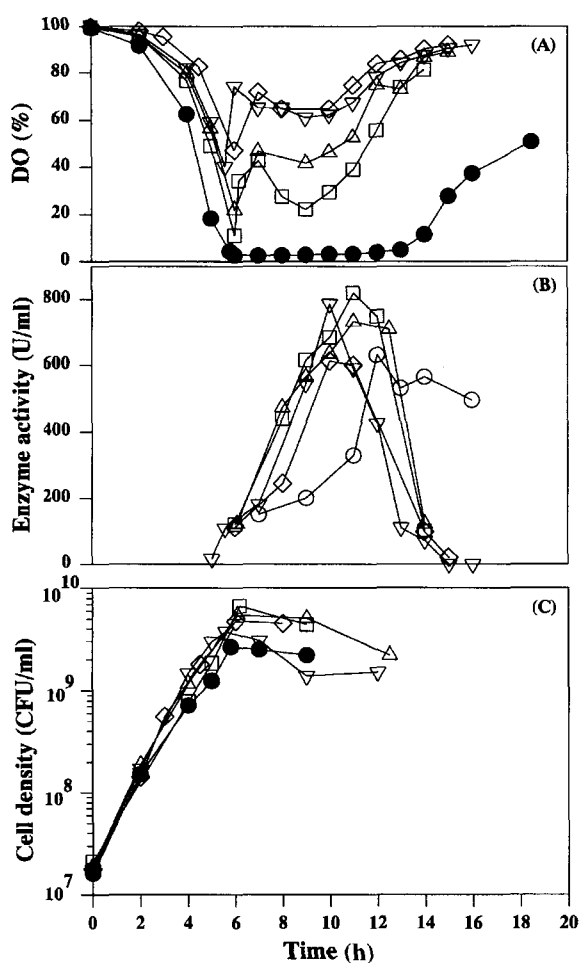 100
80
60
40
20
0
DO (%)
(A)
800
600
400
200
0
Enzyme activity (U/ml)
(B)
10^10
10^9
10^8
10^7
Cell density (CFU/ml)
(C)
0 2 4 6 8 10 12 14 16 18 20
Time (h)